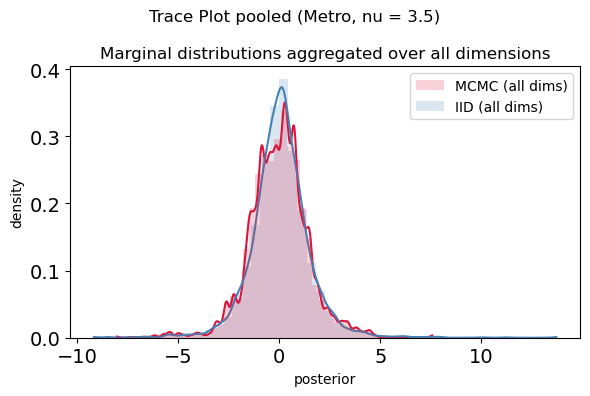 Trace Plot pooled (Metro, nu = 3.5)
Marginal distributions aggregated over all dimensions
MCMC (all dims)
IID (all dims)
0.4
0.3
0.2
0.1
0.0
density
−10
−5
0
5
10
posterior